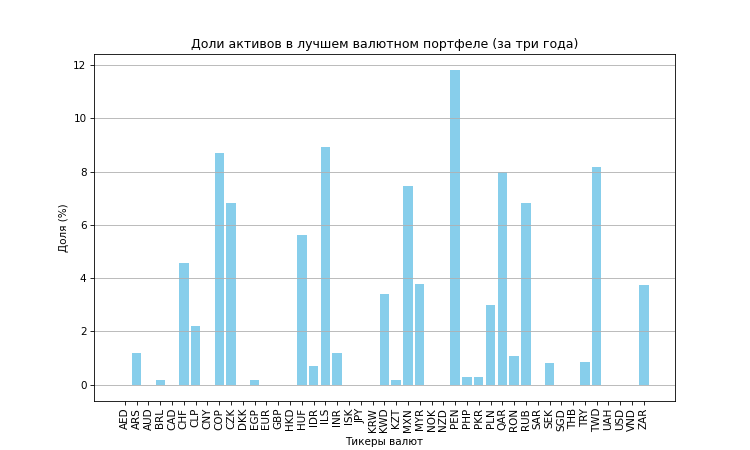 Доли активов в лучшем валютном портфеле (за три года)
Доля (%)
12
10
8
6
4
2
0
AED ARS AUD BRL CAD CHF CLP CNY COP CZK DKK EGP EUR GBP HKD HUF IDR ILS INR ISK JPY KRW KWD KZT MXN MYR NOK NZD PEN PHP PKR PLN QAR RON RUB SAR SEK SGD THB TRY TWD UAH USD VND ZAR
Тикеры валют